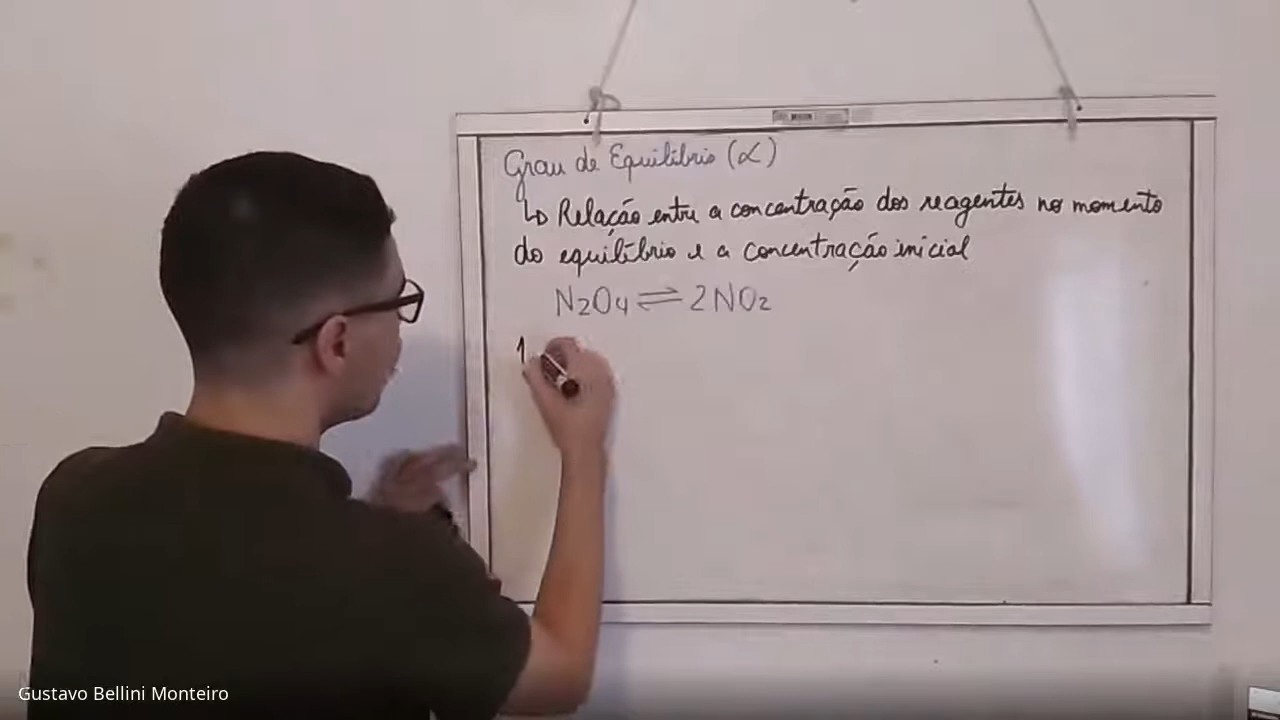 Grau de Equilíbrio (α)
↳ Relação entre a concentração dos reagentes no momento
do equilíbrio e a concentração inicial
N2O4 ⇌ 2NO2
1
Gustavo Bellini Monteiro